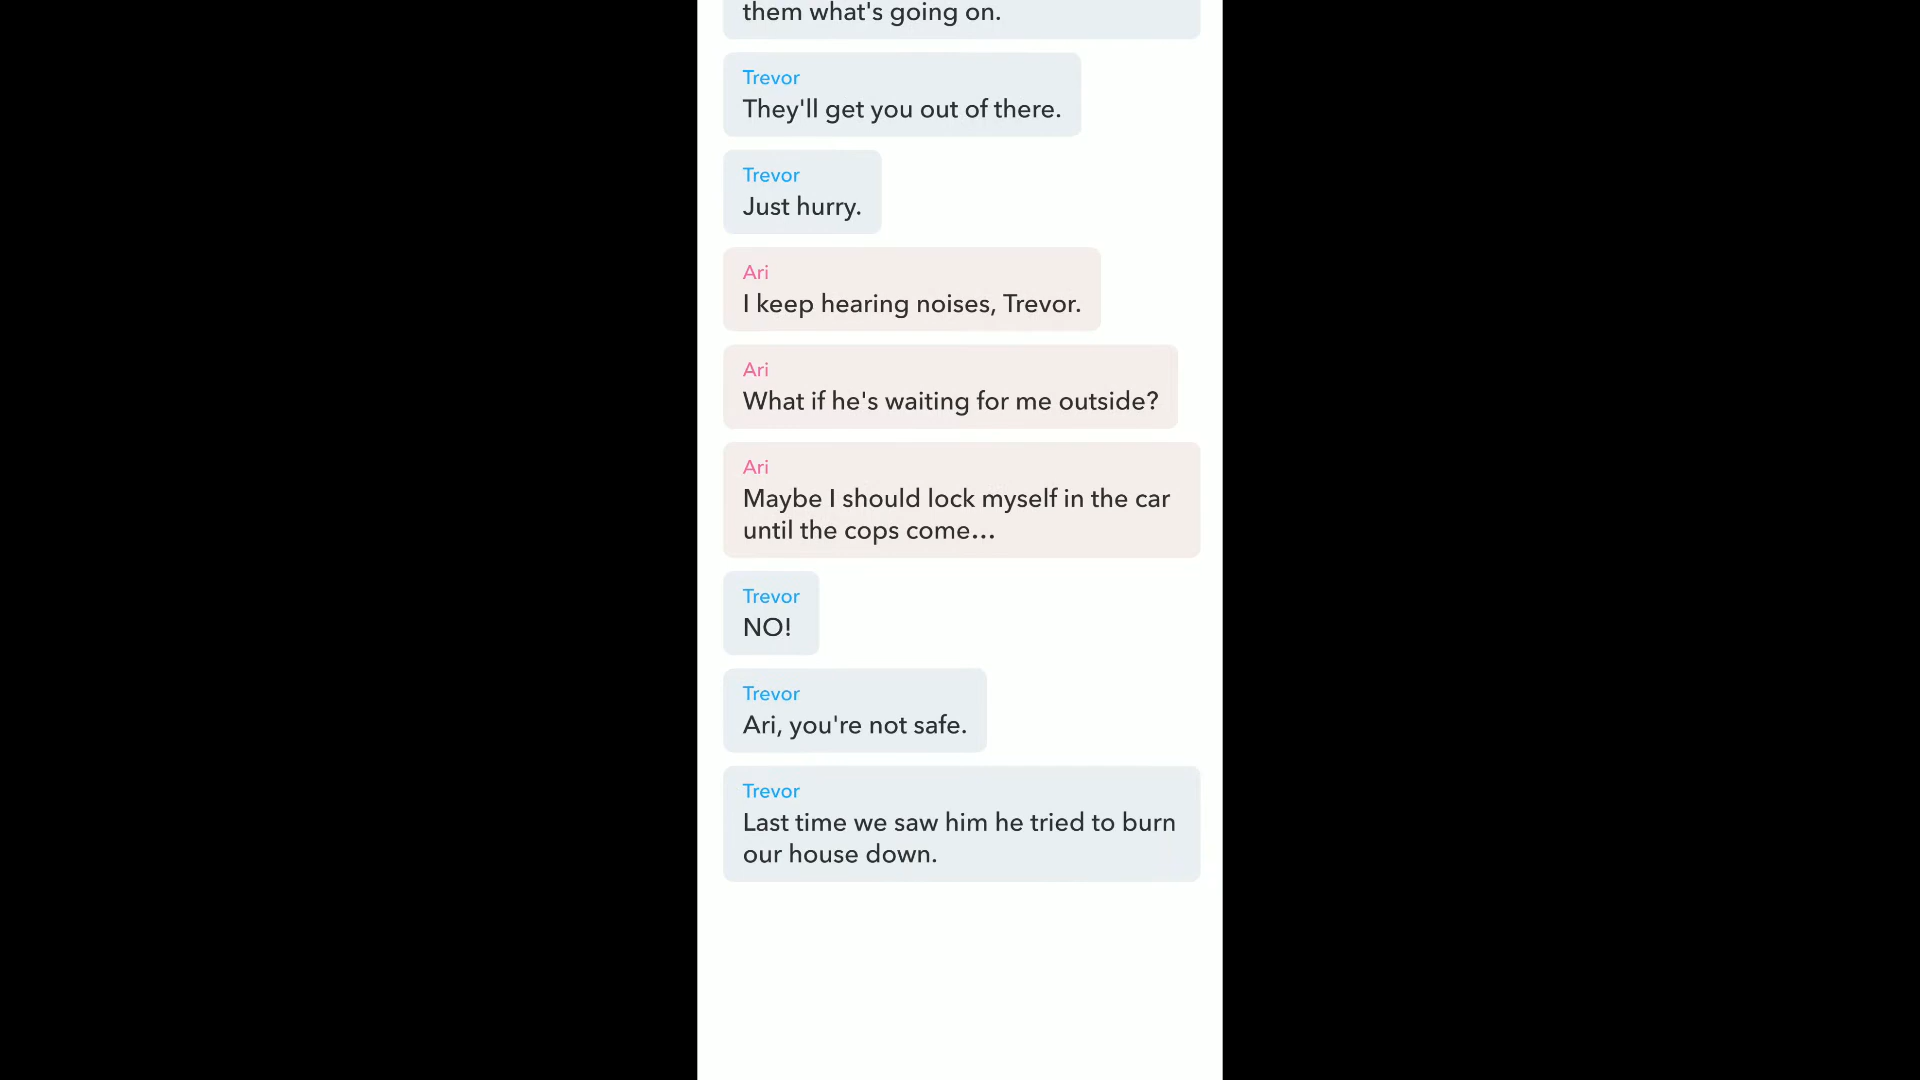 them what's going on.
Trevor
They'll get you out of there.
Trevor
Just hurry.
Ari
I keep hearing noises, Trevor.
Ari
What if he's waiting for me outside?
Ari
Maybe I should lock myself in the car
until the cops come...
Trevor
NO!
Trevor
Ari, you're not safe.
Trevor
Last time we saw him he tried to burn
our house down.